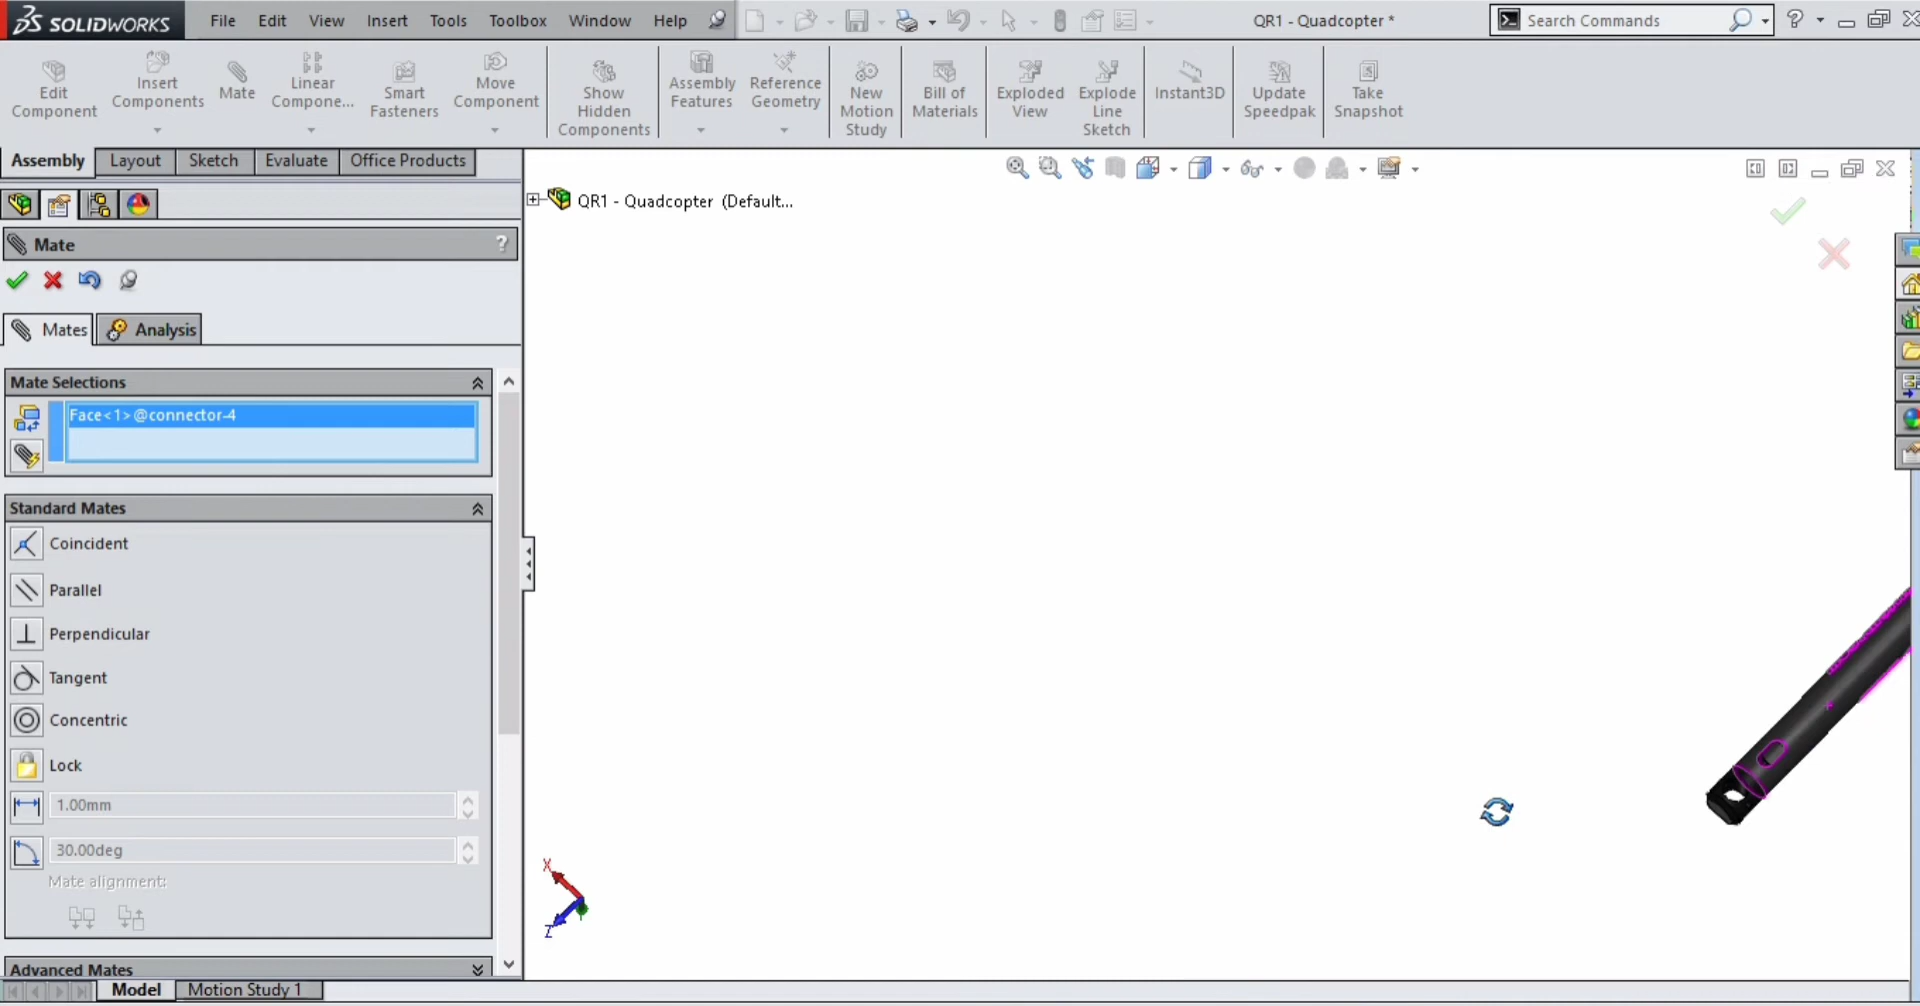 SOLIDWORKS File Edit View Insert Tools Toolbox Window Help QR1 - Quadcopter * Search Commands ?
Edit Component
Insert Components
Mate
Linear Compone...
Smart Fasteners
Move Component
Show Hidden Components
Assembly Features
Reference Geometry
New Motion Study
Bill of Materials
Exploded View
Explode Line Sketch
Instant3D
Update Speedpak
Take Snapshot
Assembly Layout Sketch Evaluate Office Products
QR1 - Quadcopter (Default...
Mate ?
Mates Analysis
Mate Selections
Face<1>@connector-4
Standard Mates
Coincident
Parallel
Perpendicular
Tangent
Concentric
Lock
1.00mm
30.00deg
Mate alignment:
Advanced Mates
X
Z
Model Motion Study 1